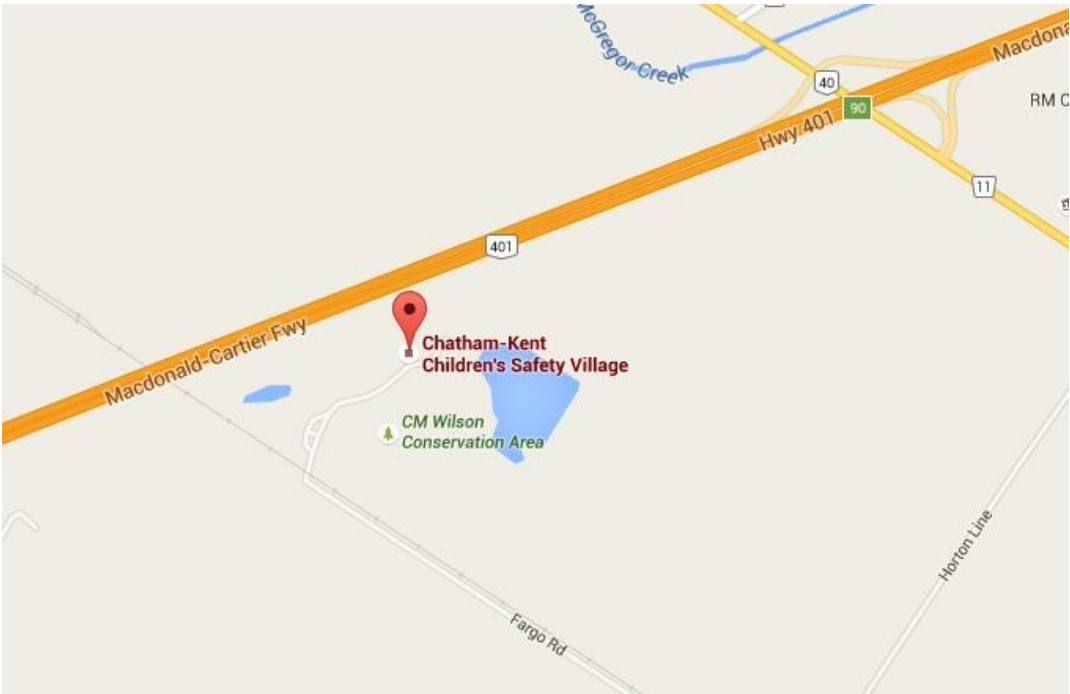 McGregor Creek
Macdona
40
90
RM C
Hwy 401
11
401
Macdonald-Cartier Fwy
Chatham-Kent
Children's Safety Village
CM Wilson
Conservation Area
Horton Line
Fargo Rd